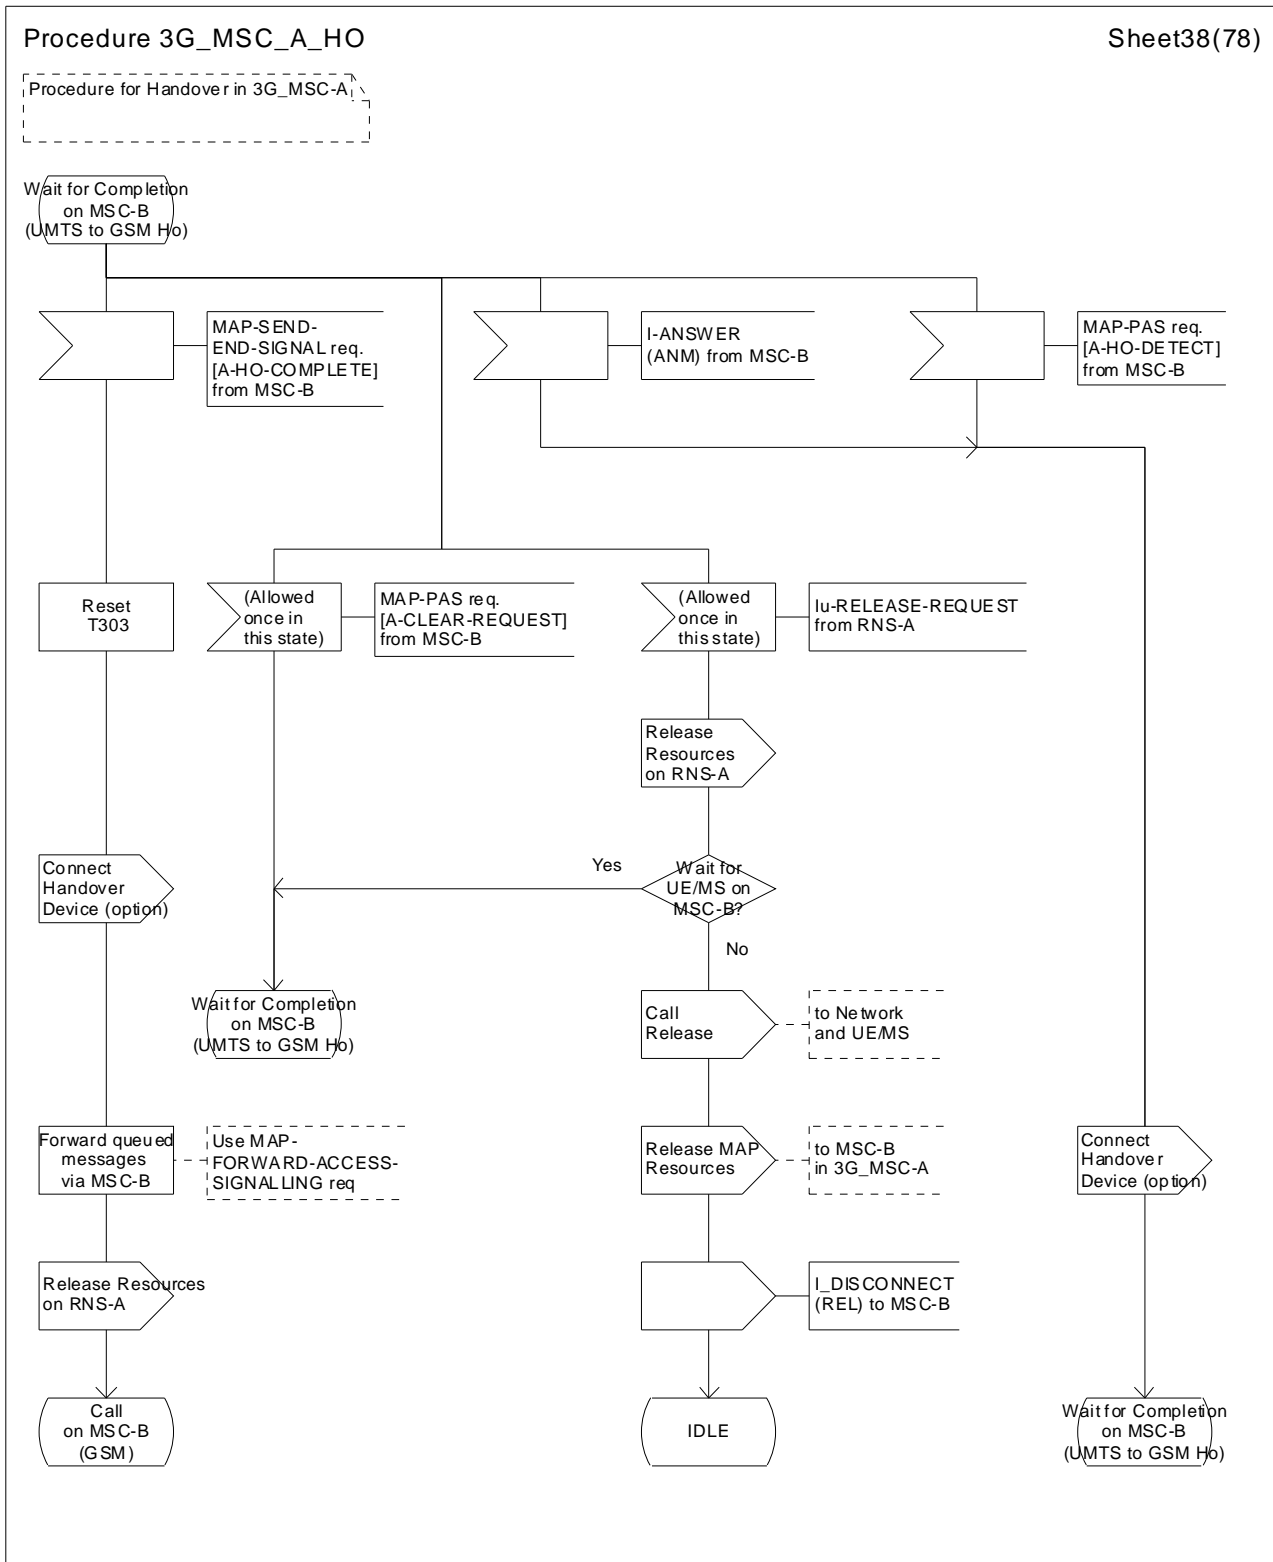 Procedure 3G_MSC_A_HO
Sheet38(78)
Procedure for Handover in 3G_MSC-A
Wait for Completion
on MSC-B
(UMTS to GSM Ho)
MAP-SEND-
END-SIGNAL req.
[A-HO-COMPLETE]
from MSC-B
I-ANSWER
(ANM) from MSC-B
MAP-PAS req.
[A-HO-DETECT]
from MSC-B
Reset
T303
(Allowed
once in
this state)
MAP-PAS req.
[A-CLEAR-REQUEST]
from MSC-B
(Allowed
once in
this state)
Iu-RELEASE-REQUEST
from RNS-A
Release
Resources
on RNS-A
Connect
Handover
Device (option)
Yes
Wait for
UE/MS on
MSC-B?
No
Wait for Completion
on MSC-B
(UMTS to GSM Ho)
Call
Release
to Network
and UE/MS
Forward queued
messages
via MSC-B
Use MAP-
FORWARD-ACCESS-
SIGNALLING req
Release MAP
Resources
to MSC-B
in 3G_MSC-A
Connect
Handover
Device (option)
Release Resources
on RNS-A
I_DISCONNECT
(REL) to MSC-B
Call
on MSC-B
(GSM)
IDLE
Wait for Completion
on MSC-B
(UMTS to GSM Ho)